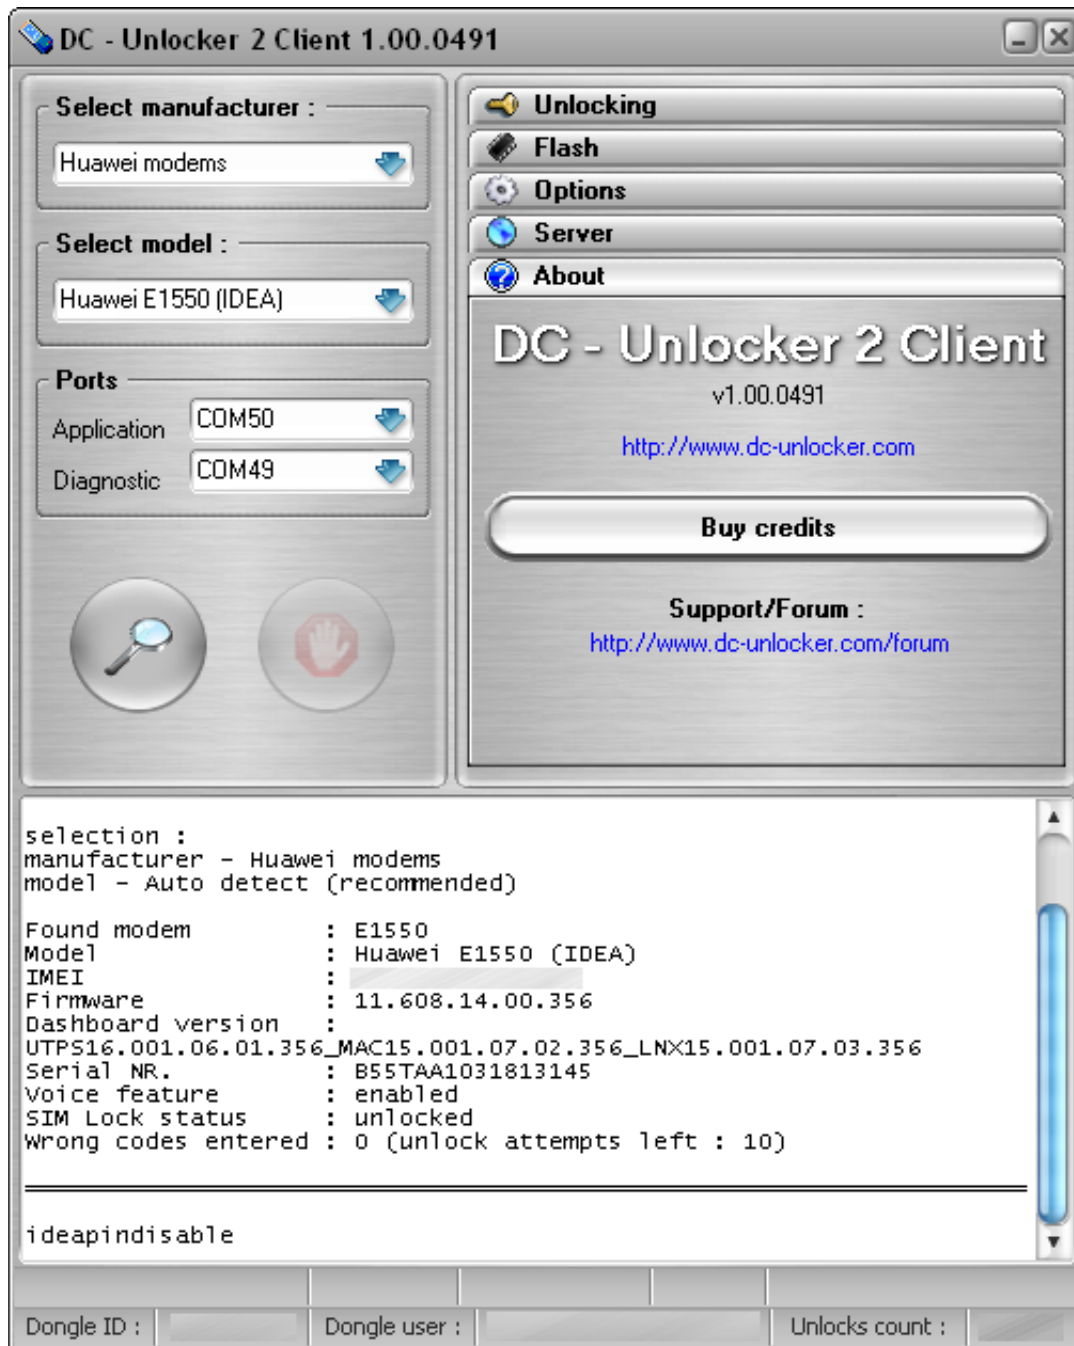 DC - Unlocker 2 Client 1.00.0491
Select manufacturer :
Huawei modems
Select model :
Huawei E1550 (IDEA)
Ports
Application COM50
Diagnostic COM49
Unlocking
Flash
Options
Server
About
DC - Unlocker 2 Client
v1.00.0491
http://www.dc-unlocker.com
Buy credits
Support/Forum :
http://www.dc-unlocker.com/forum
selection :
manufacturer - Huawei modems
model - Auto detect (recommended)
Found modem : E1550
Model : Huawei E1550 (IDEA)
IMEI :
Firmware : 11.608.14.00.356
Dashboard version :
UTPS16.001.06.01.356_MAC15.001.07.02.356_LNX15.001.07.03.356
Serial NR. : B55TAA1031813145
Voice feature : enabled
SIM Lock status : unlocked
Wrong codes entered : 0 (unlock attempts left : 10)
ideapindisable
Dongle ID : Dongle user : Unlocks count :